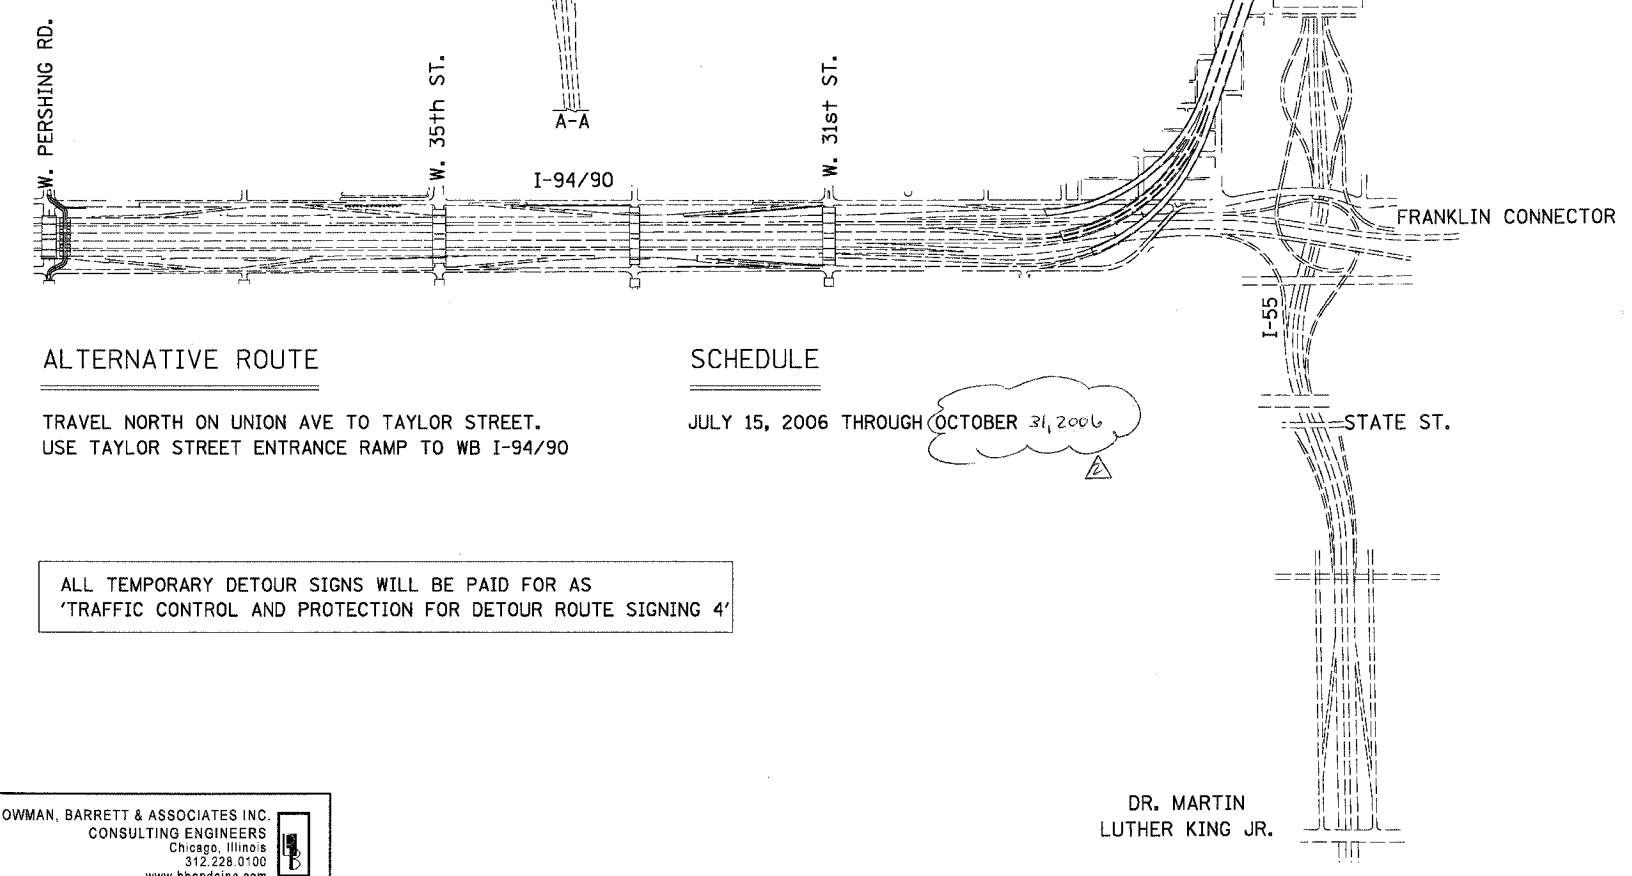 W. PERSHING RD.
W. 35th ST.
A-A
I-94/90
W. 31st ST.
FRANKLIN CONNECTOR
I-55
ALTERNATIVE ROUTE
TRAVEL NORTH ON UNION AVE TO TAYLOR STREET.
USE TAYLOR STREET ENTRANCE RAMP TO WB I-94/90
SCHEDULE
JULY 15, 2006 THROUGH OCTOBER 31, 2006
2
STATE ST.
ALL TEMPORARY DETOUR SIGNS WILL BE PAID FOR AS
'TRAFFIC CONTROL AND PROTECTION FOR DETOUR ROUTE SIGNING 4'
DR. MARTIN
LUTHER KING JR.
OWMAN, BARRETT & ASSOCIATES INC.
CONSULTING ENGINEERS
Chicago, Illinois
312.228.0100